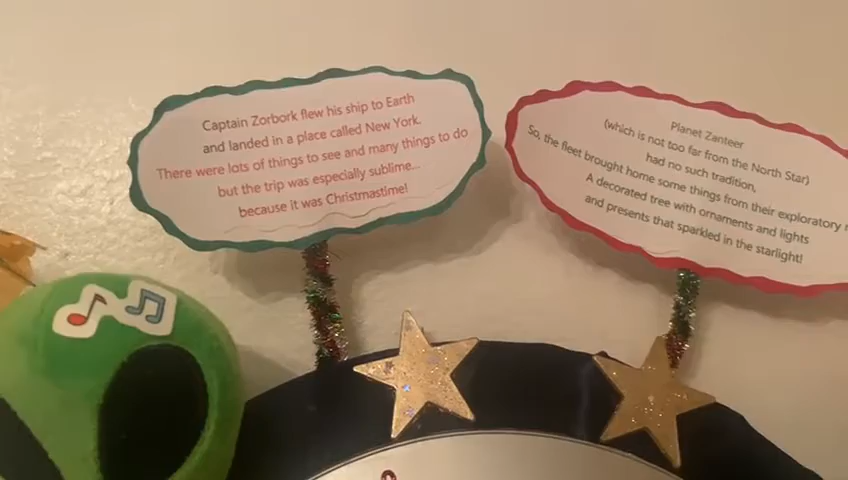 Captain Zorbork flew his ship to Earth
and landed in a place called New York.
There were lots of things to see and many things to do
but the trip was especially sublime...
because it was Christmastime!
Planet Zanteer
(which is not too far from the North Star)
had no such tradition,
So, the fleet brought home some things from their exploratory
A decorated tree with ornaments and lights
and presents that sparkled in the starlight!